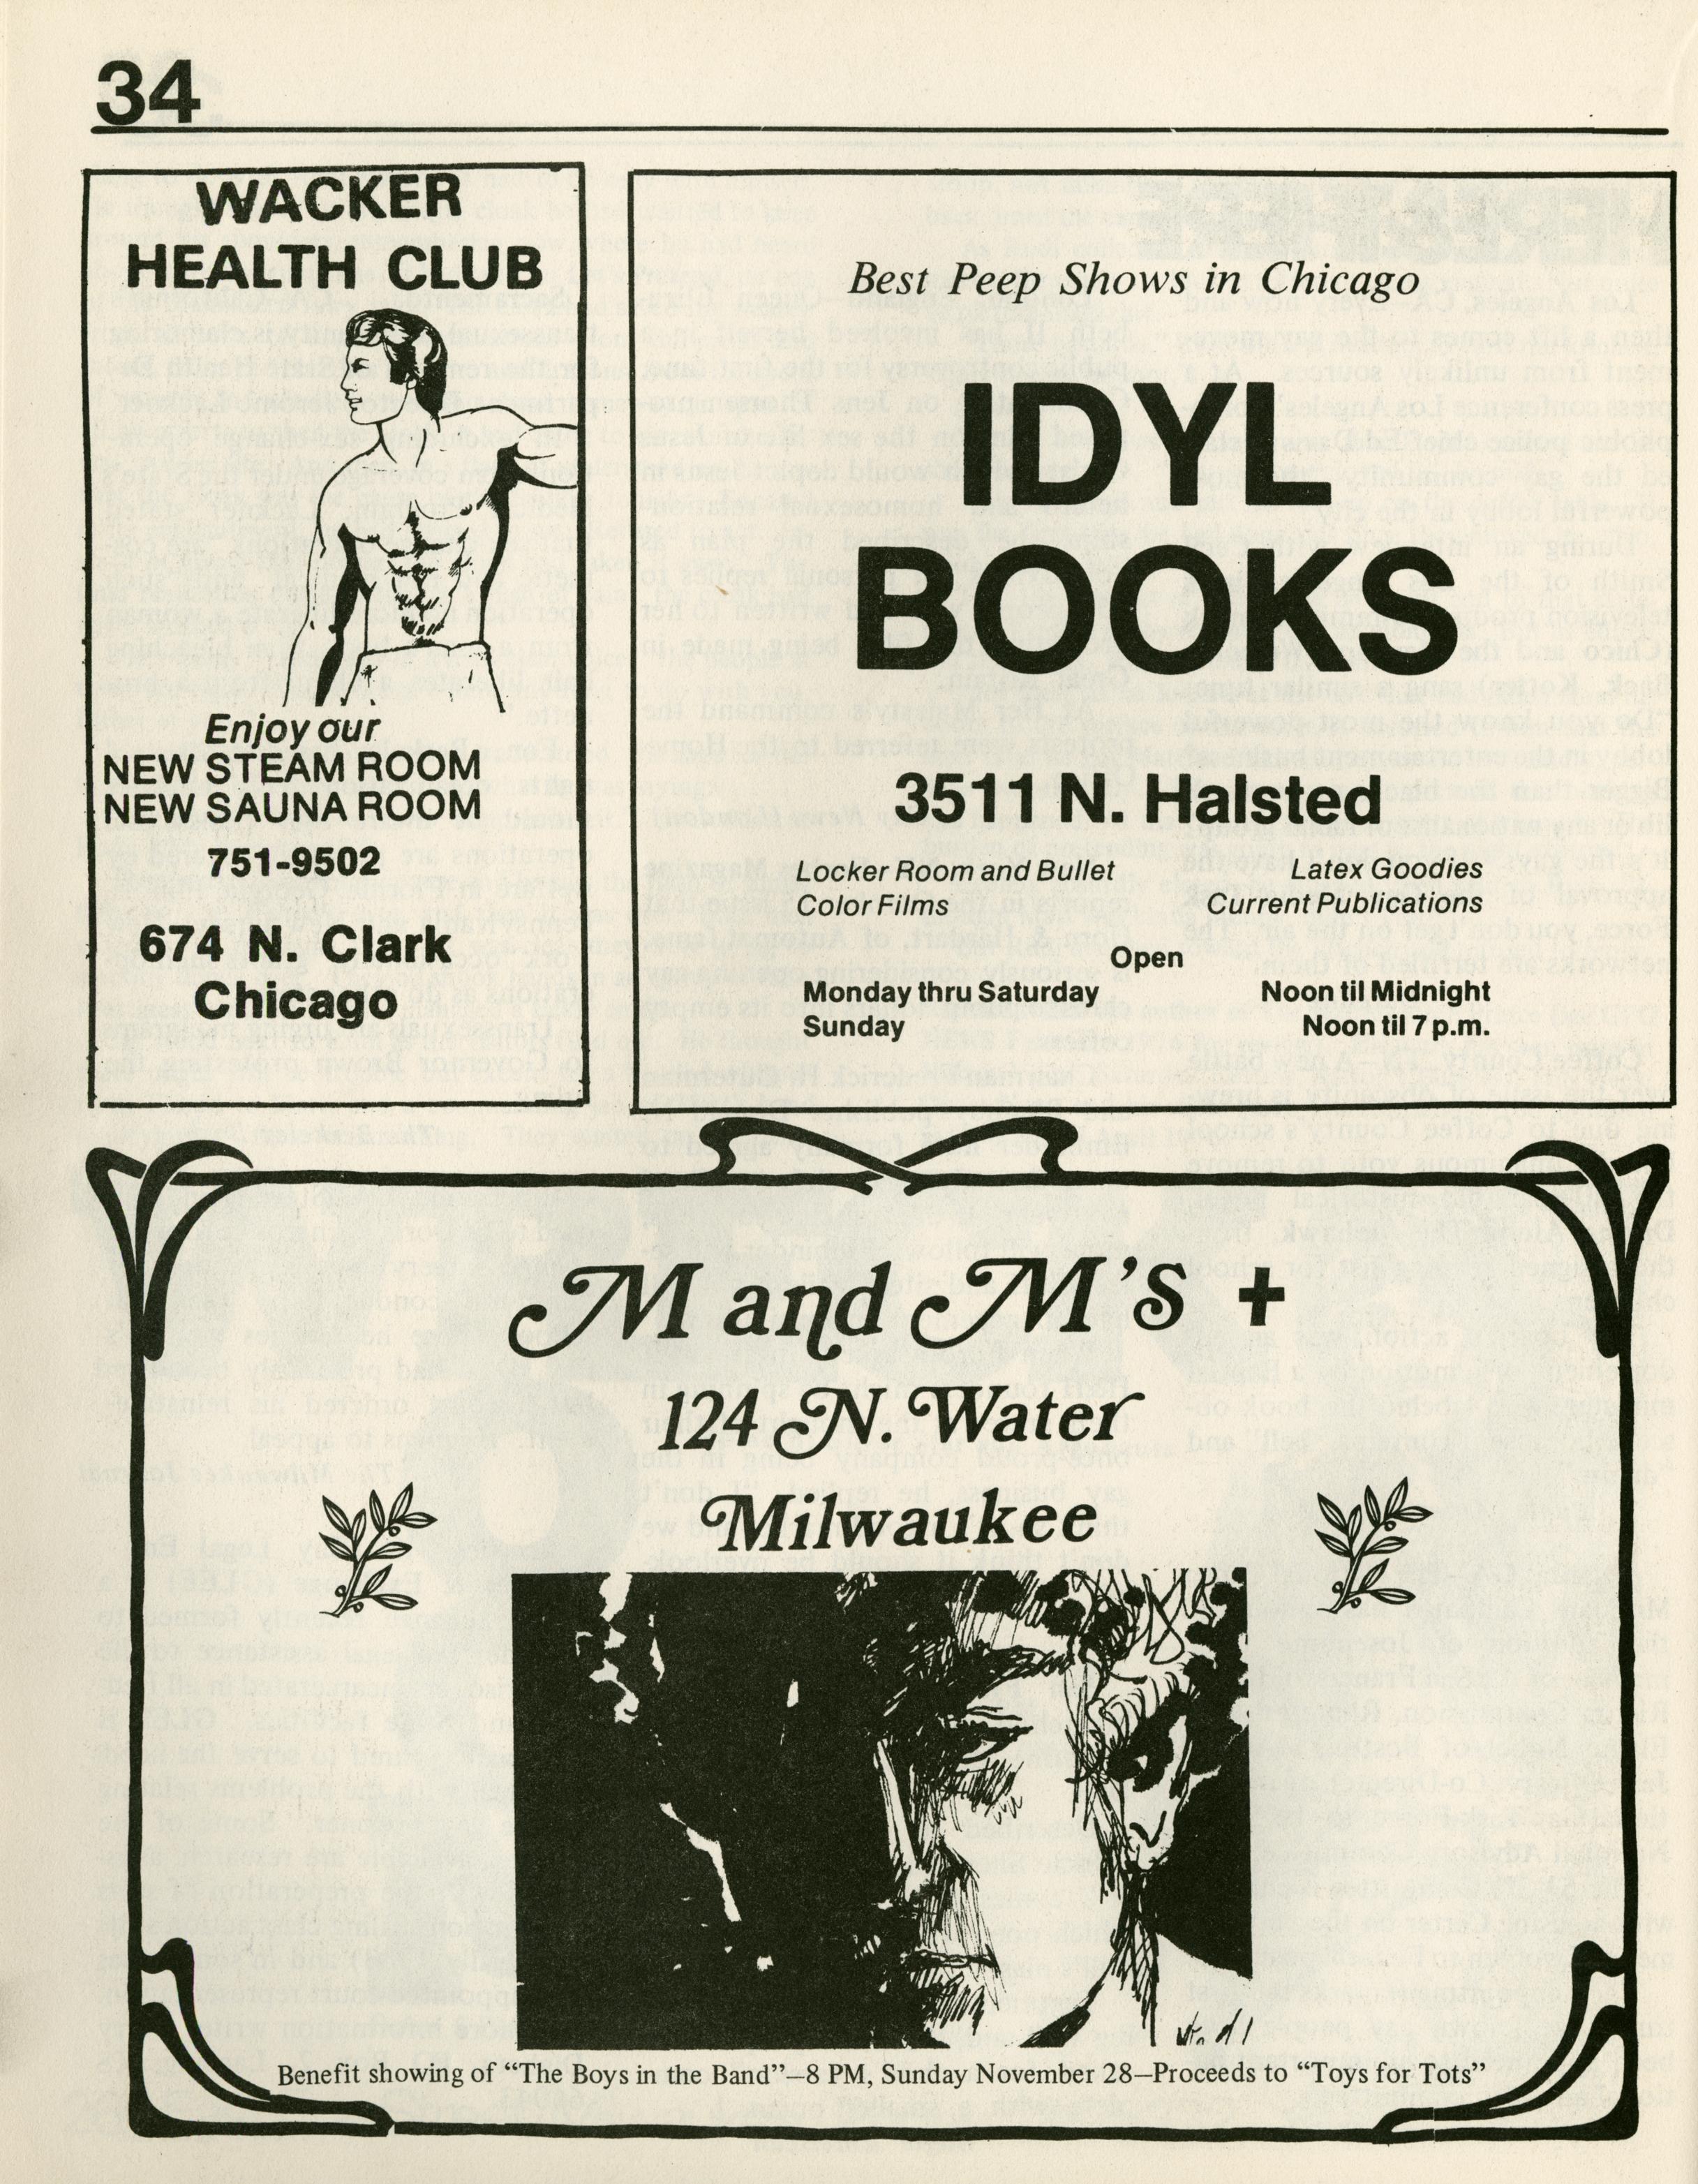 34
WACKER
HEALTH CLUB
Enjoy our
NEW STEAM ROOM
NEW SAUNA ROOM
751-9502
674 N. Clark
Chicago
Best Peep Shows in Chicago
IDYL
BOOKS
3511 N. Halsted
Locker Room and Bullet
Color Films
Latex Goodies
Current Publications
Open
Monday thru Saturday Noon til Midnight
Sunday Noon til 7 p.m.
M and M's +
124 N. Water
Milwaukee
Benefit showing of “The Boys in the Band”—8 PM, Sunday November 28—Proceeds to “Toys for Tots”